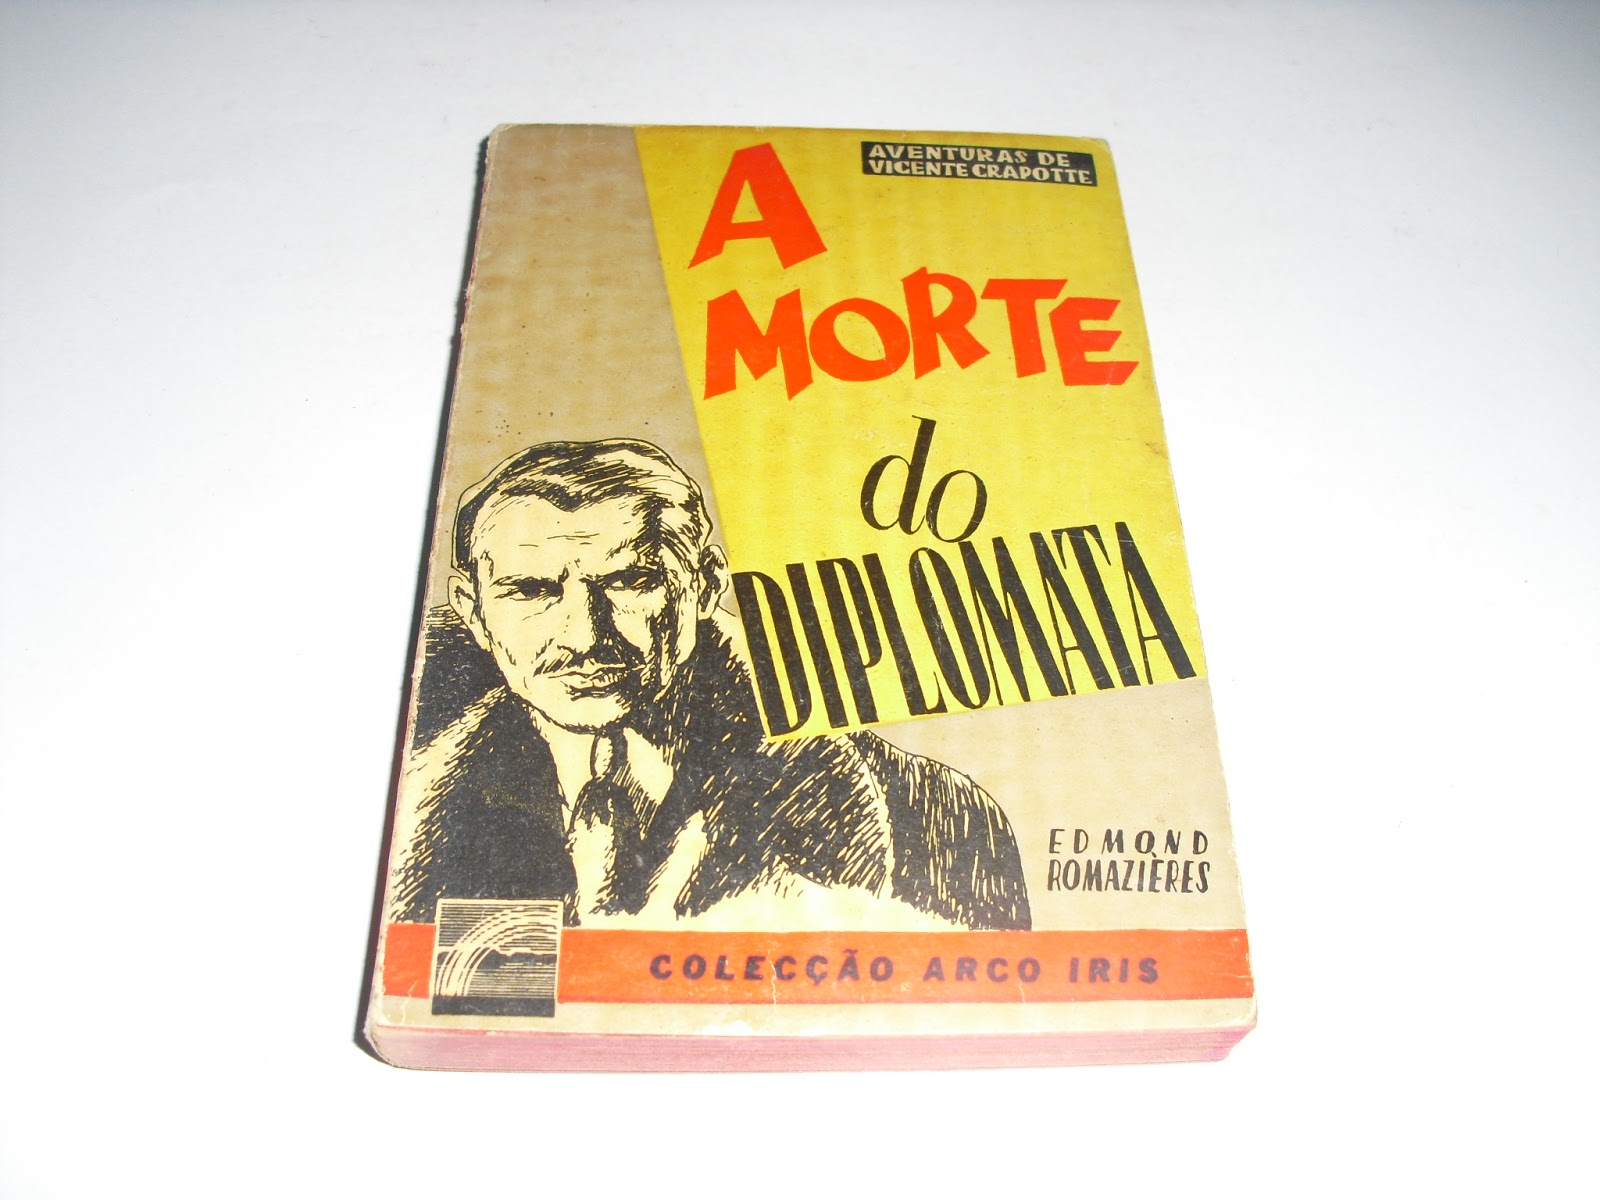 AVENTURAS DE
VICENTE CRAPOTTE
A
MORTE
do
DIPLOMATA
EDMOND
ROMAZIÈRES
COLECÇÃO ARCO IRIS